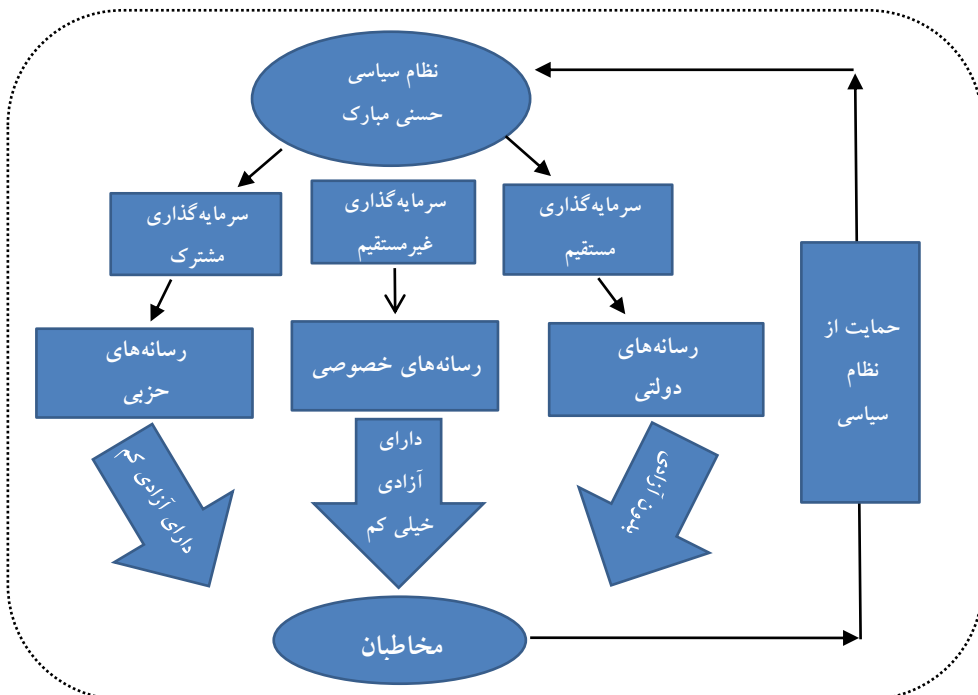 نظام سیاسی
حسنی مبارک
سرمایه‌گذاری
مستقیم
سرمایه‌گذاری
غیرمستقیم
سرمایه‌گذاری
مشترک
رسانه‌های
دولتی
رسانه‌های خصوصی
رسانه‌های
حزبی
حمایت از
نظام
سیاسی
بدون آزادی
دارای
آزادی
خیلی کم
دارای آزادی کم
مخاطبان